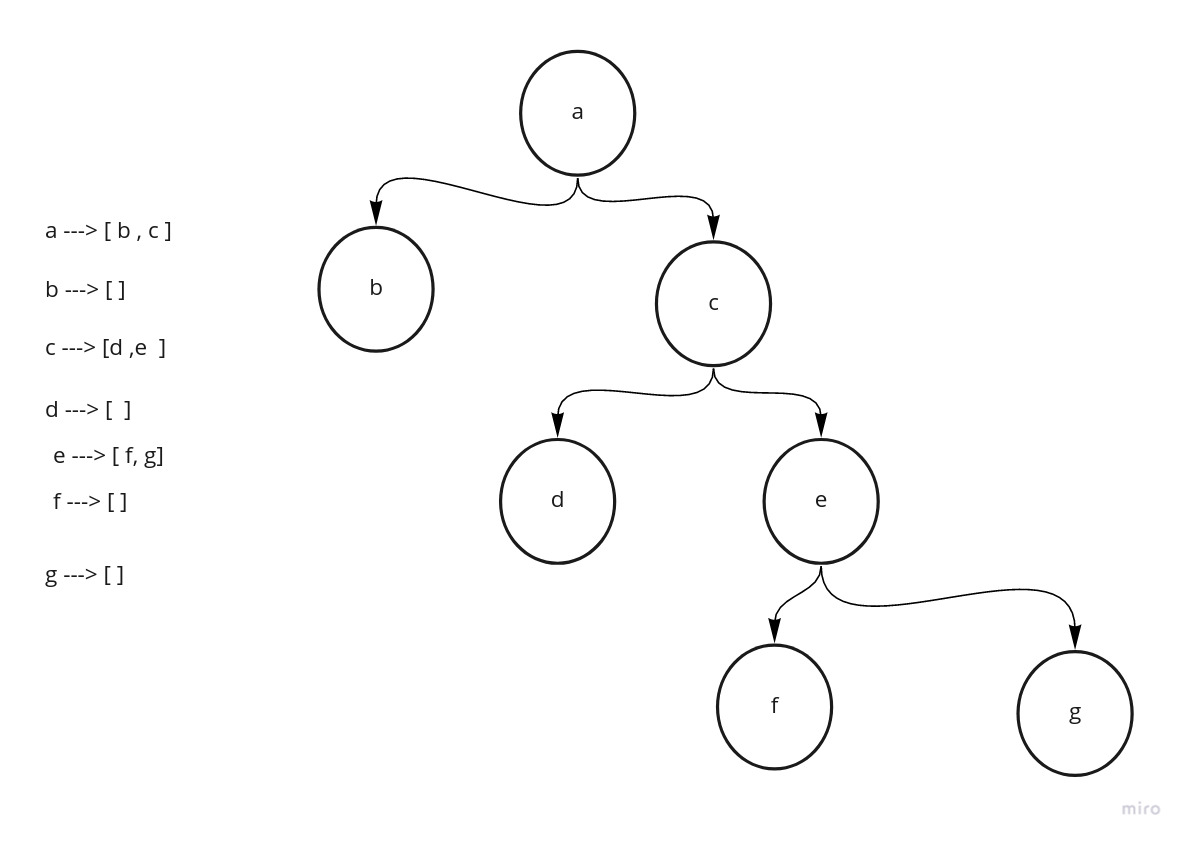 a
a ---> [ b , c ]
b ---> [ ]
b
c
c ---> [d ,e  ]
d ---> [  ]
e ---> [ f, g]
f ---> [ ]
d
e
g ---> [ ]
f
g
miro